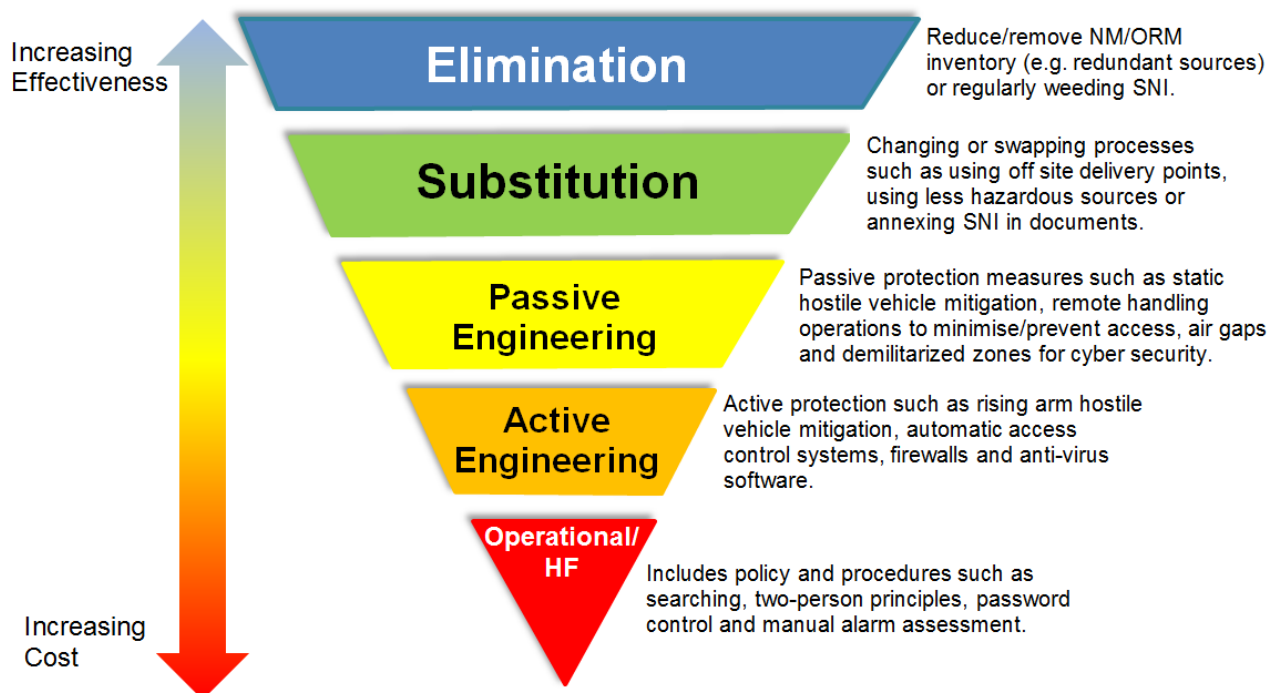 Increasing
Effectiveness
Elimination
Reduce/remove NM/ORM
inventory (e.g. redundant sources)
or regularly weeding SNI.
Substitution
Changing or swapping processes
such as using off site delivery points,
using less hazardous sources or
annexing SNI in documents.
Passive
Engineering
Passive protection measures such as static
hostile vehicle mitigation, remote handling
operations to minimise/prevent access, air gaps
and demilitarized zones for cyber security.
Active
Engineering
Active protection such as rising arm hostile
vehicle mitigation, automatic access
control systems, firewalls and anti-virus
software.
Operational/
HF
Includes policy and procedures such as
searching, two-person principles, password
control and manual alarm assessment.
Increasing
Cost